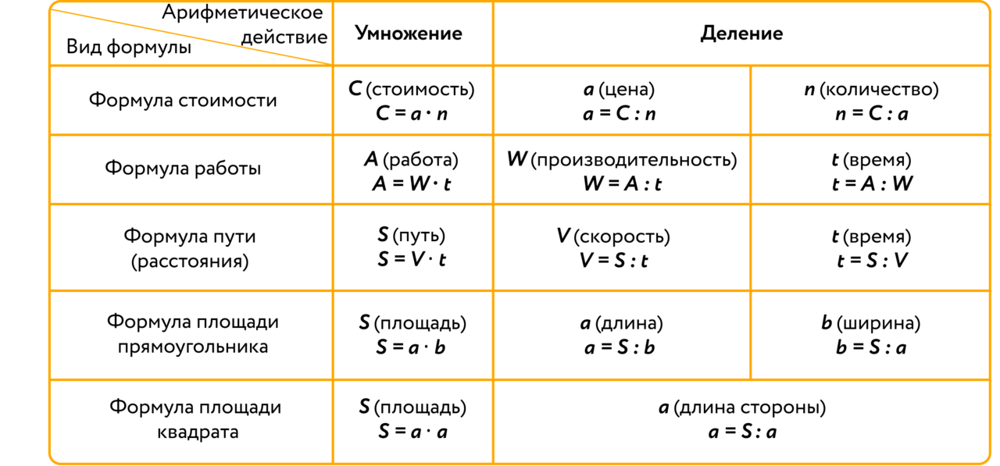 Арифметическое
действие
Вид формулы
Умножение
Деление
Формула стоимости
C (стоимость)
C = a · n
a (цена)
a = C : n
n (количество)
n = C : a
Формула работы
A (работа)
A = W · t
W (производительность)
W = A : t
t (время)
t = A : W
Формула пути
(расстояния)
S (путь)
S = V · t
V (скорость)
V = S : t
t (время)
t = S : V
Формула площади
прямоугольника
S (площадь)
S = a · b
a (длина)
a = S : b
b (ширина)
b = S : a
Формула площади
квадрата
S (площадь)
S = a · a
a (длина стороны)
a = S : a